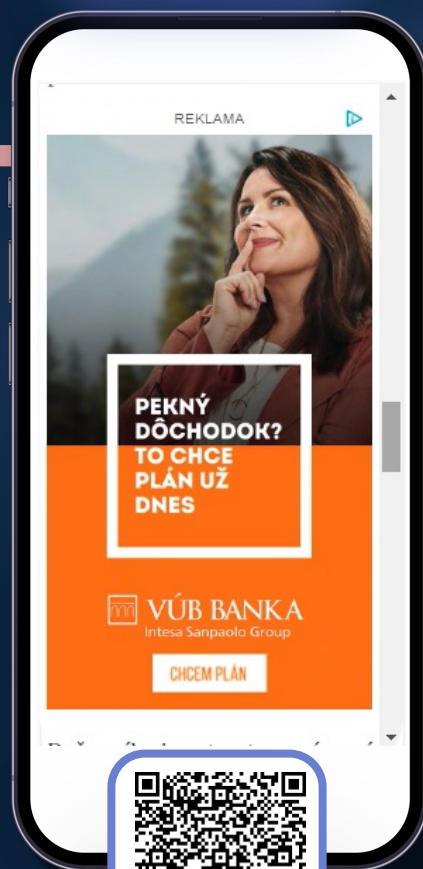 REKLAMA
PEKNÝ
DÔCHODOK?
TO CHCE
PLÁN UŽ
DNES
VÚB BANKA
Intesa Sanpaolo Group
CHCEM PLÁN